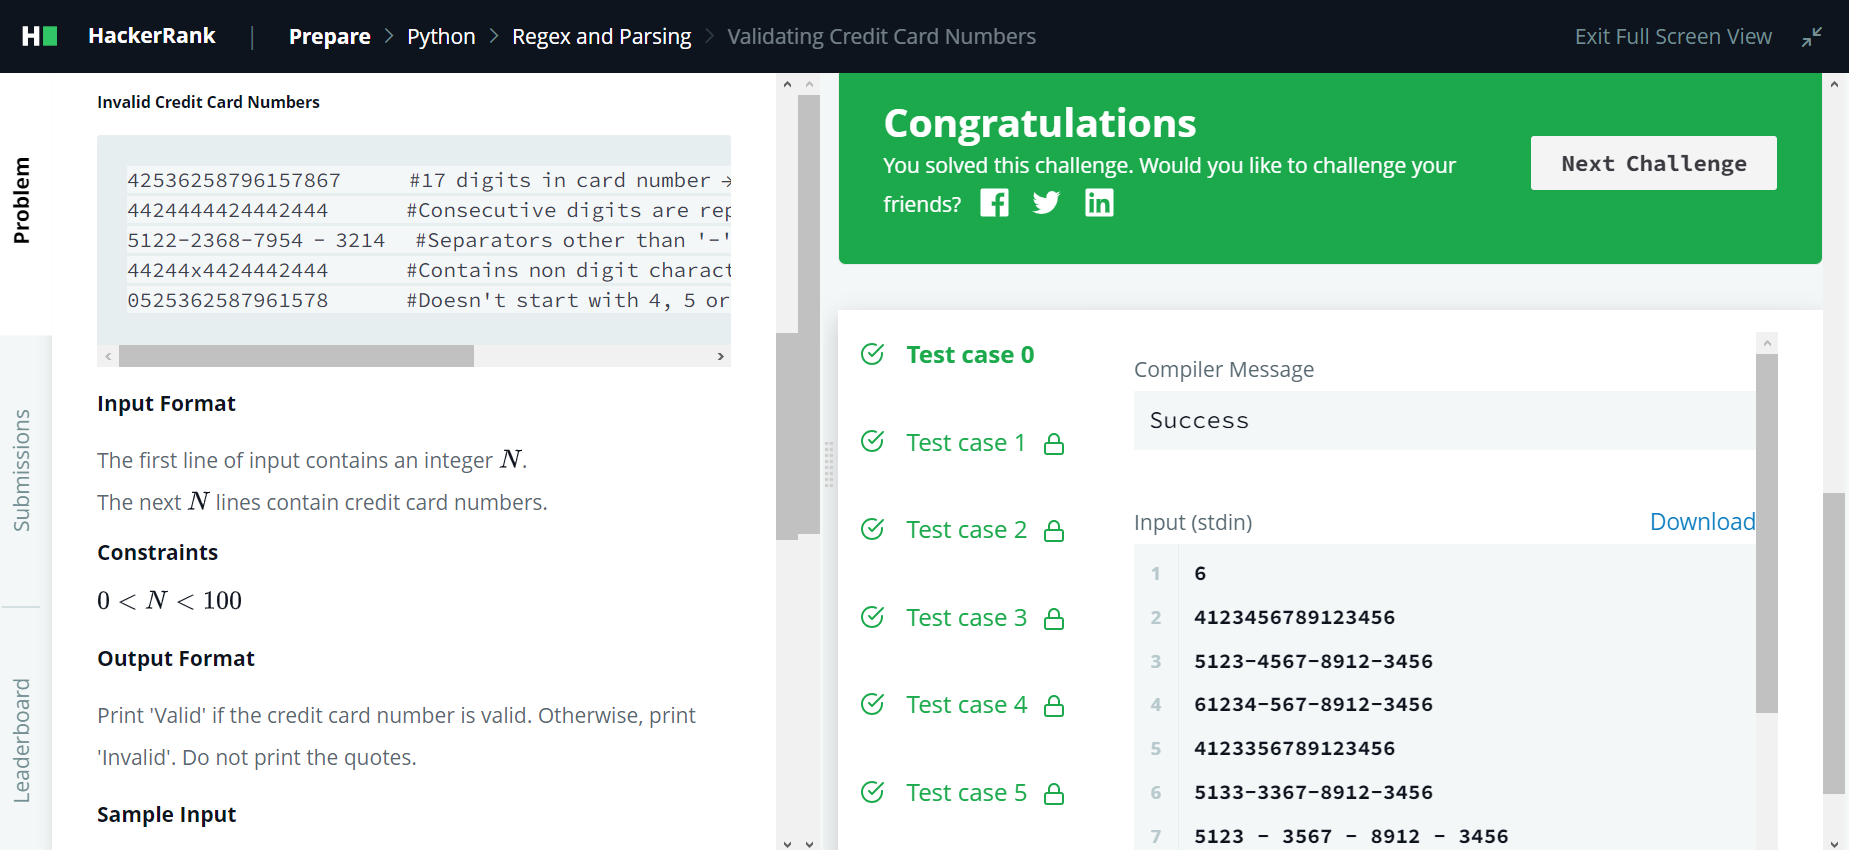 HackerRank | Prepare > Python > Regex and Parsing > Validating Credit Card Numbers
Exit Full Screen View
Problem
Submissions
Leaderboard
Invalid Credit Card Numbers
42536258796157867 #17 digits in card number →
4424444424442444 #Consecutive digits are rep
5122-2368-7954 - 3214 #Separators other than '-'
44244x4424442444 #Contains non digit charact
0525362587961578 #Doesn't start with 4, 5 or
Input Format
The first line of input contains an integer N.
The next N lines contain credit card numbers.
Constraints
0 < N < 100
Output Format
Print 'Valid' if the credit card number is valid. Otherwise, print
'Invalid'. Do not print the quotes.
Sample Input
Congratulations
You solved this challenge. Would you like to challenge your
friends?
Next Challenge
Test case 0
Test case 1
Test case 2
Test case 3
Test case 4
Test case 5
Compiler Message
Success
Input (stdin)
Download
1 6
2 4123456789123456
3 5123-4567-8912-3456
4 61234-567-8912-3456
5 4123356789123456
6 5133-3367-8912-3456
7 5123 - 3567 - 8912 - 3456